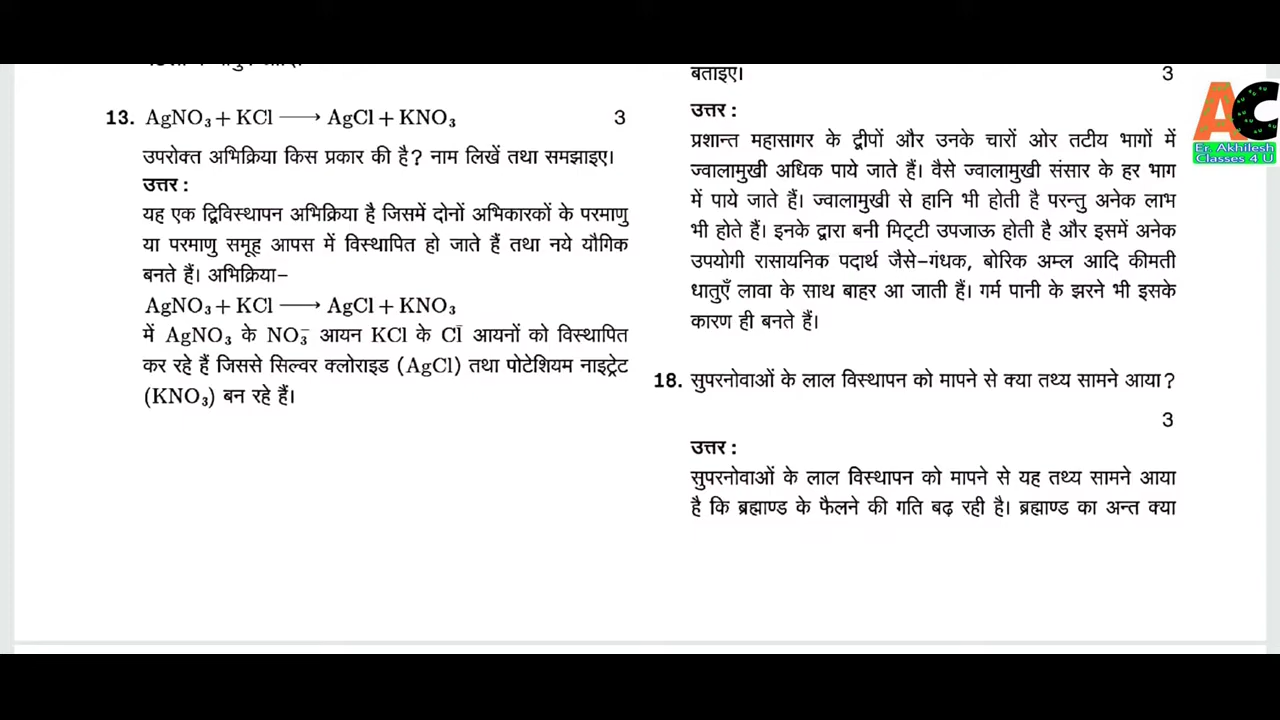 13. AgNO₃ + KCl ⟶ AgCl + KNO₃ 3
उपरोक्त अभिक्रिया किस प्रकार की है? नाम लिखें तथा समझाइए।
उत्तर :
यह एक द्विविस्थापन अभिक्रिया है जिसमें दोनों अभिकारकों के परमाणु
या परमाणु समूह आपस में विस्थापित हो जाते हैं तथा नये यौगिक
बनते हैं। अभिक्रिया–
AgNO₃ + KCl ⟶ AgCl + KNO₃
में AgNO₃ के NO₃⁻ आयन KCl के Cl⁻ आयनों को विस्थापित
कर रहे हैं जिससे सिल्वर क्लोराइड (AgCl) तथा पोटेशियम नाइट्रेट
(KNO₃) बन रहे हैं।
बताइए। 3
उत्तर :
प्रशान्त महासागर के द्वीपों और उनके चारों ओर तटीय भागों में
ज्वालामुखी अधिक पाये जाते हैं। वैसे ज्वालामुखी संसार के हर भाग
में पाये जाते हैं। ज्वालामुखी से हानि भी होती है परन्तु अनेक लाभ
भी होते हैं। इनके द्वारा बनी मिट्टी उपजाऊ होती है और इसमें अनेक
उपयोगी रासायनिक पदार्थ जैसे–गंधक, बोरिक अम्ल आदि कीमती
धातुएँ लावा के साथ बाहर आ जाती हैं। गर्म पानी के झरने भी इसके
कारण ही बनते हैं।
18. सुपरनोवाओं के लाल विस्थापन को मापने से क्या तथ्य सामने आया?
3
उत्तर :
सुपरनोवाओं के लाल विस्थापन को मापने से यह तथ्य सामने आया
है कि ब्रह्माण्ड के फैलने की गति बढ़ रही है। ब्रह्माण्ड का अन्त क्या
AC
Er. Akhilesh
Classes 4 U